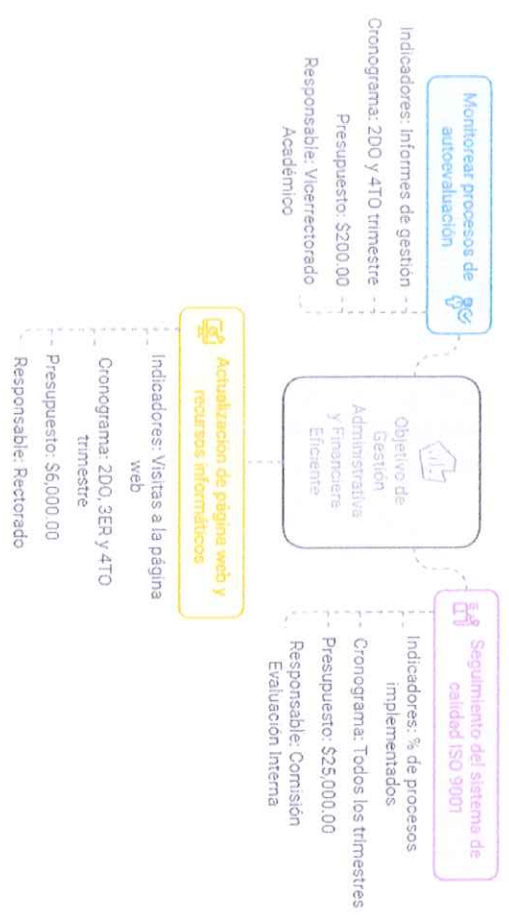 Monitorear procesos de
autoevaluación
Indicadores: Informes de gestión
Cronograma: 2DO y 4TO trimestre
Presupuesto: $200.00
Responsable: Vicerrectorado
Académico
Objetivo de
Gestión
Administrativa
y Financiera
Eficiente
Seguimiento del sistema de
calidad ISO 9001
Indicadores: % de procesos
implementados
Cronograma: Todos los trimestres
Presupuesto: $25,000.00
Responsable: Comisión
Evaluación Interna
Actualización de página web y
recursos informáticos
Indicadores: Visitas a la página
web
Cronograma: 2DO, 3ER y 4TO
trimestre
Presupuesto: $6,000.00
Responsable: Rectorado